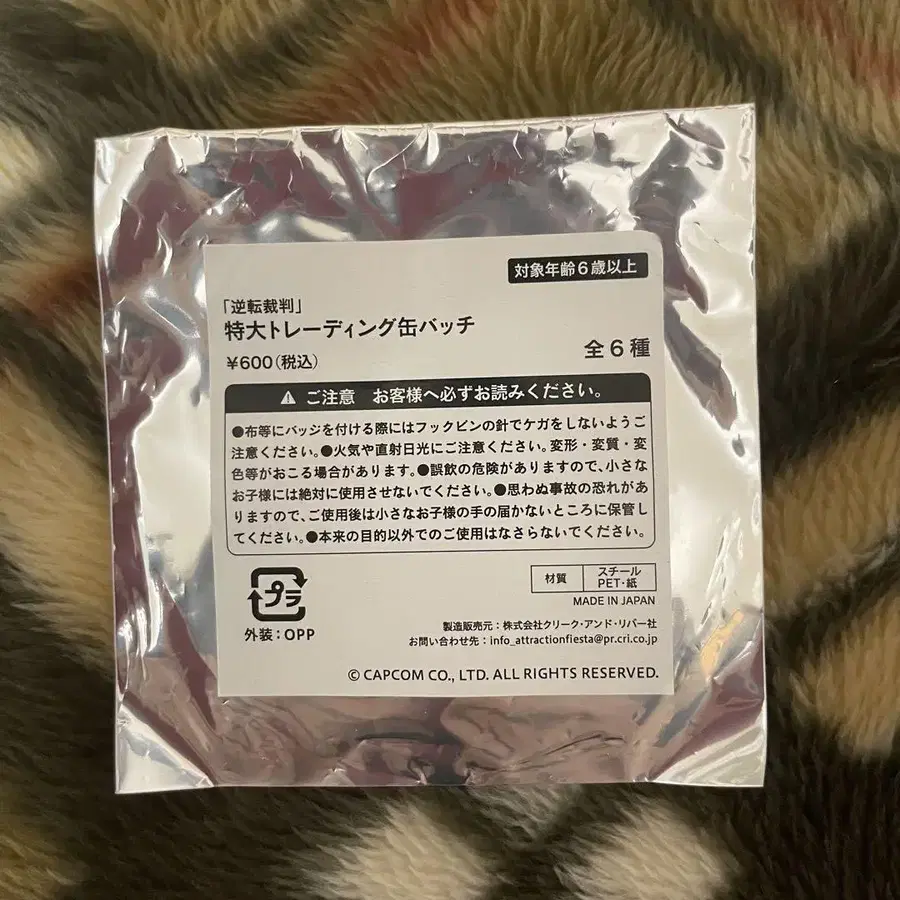 対象年齢6歳以上
「逆転裁判」
特大トレーディング缶バッチ
¥600(税込)
全6種
ご注意 お客様へ必ずお読みください。
●布等にバッジを付ける際にはフックピンの針でケガをしないようご
注意ください。●火気や直射日光にご注意ください。変形・変質・変
色等がおこる場合があります。●誤飲の危険がありますので、小さな
お子様には絶対に使用させないでください。●思わぬ事故の恐れがあ
りますので、ご使用後は小さなお子様の手の届かないところに保管し
てください。●本来の目的以外でのご使用はなさらないでください。
プラ
外装:OPP
材質
スチール
PET・紙
MADE IN JAPAN
製造販売元:株式会社クリーク・アンド・リバー社
お問い合わせ先:info_attractionfiesta@pr.cri.co.jp
© CAPCOM CO., LTD. ALL RIGHTS RESERVED.